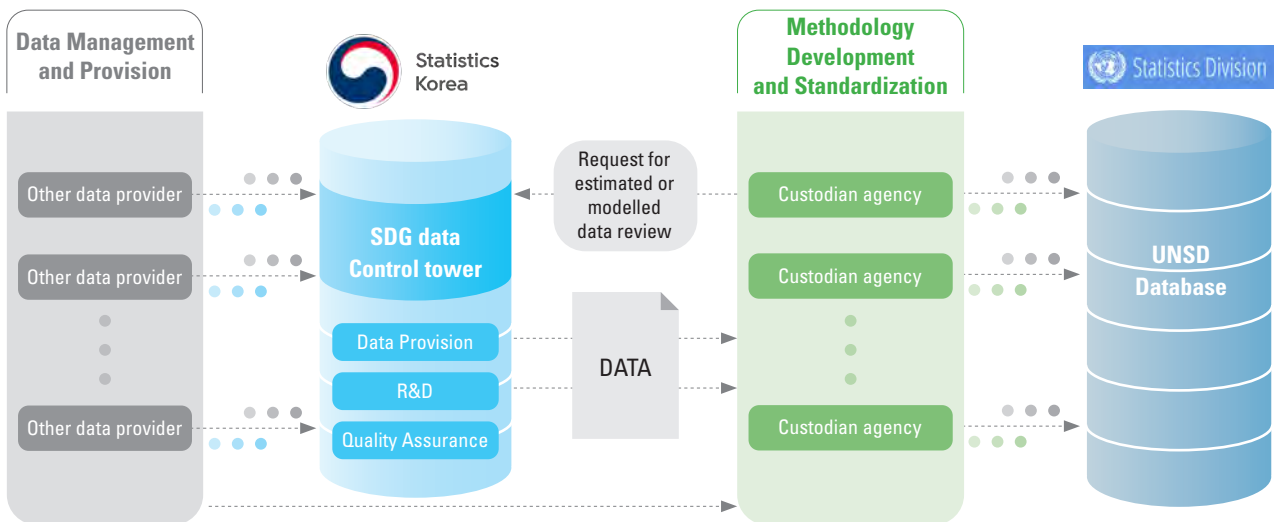 Data Management
and Provision
Statistics
Korea
Methodology
Development
and Standardization
Statistics Division
Other data provider
Other data provider
Other data provider
SDG data
Control tower
Data Provision
R&D
Quality Assurance
Request for
estimated or
modelled
data review
DATA
Custodian agency
Custodian agency
Custodian agency
UNSD
Database